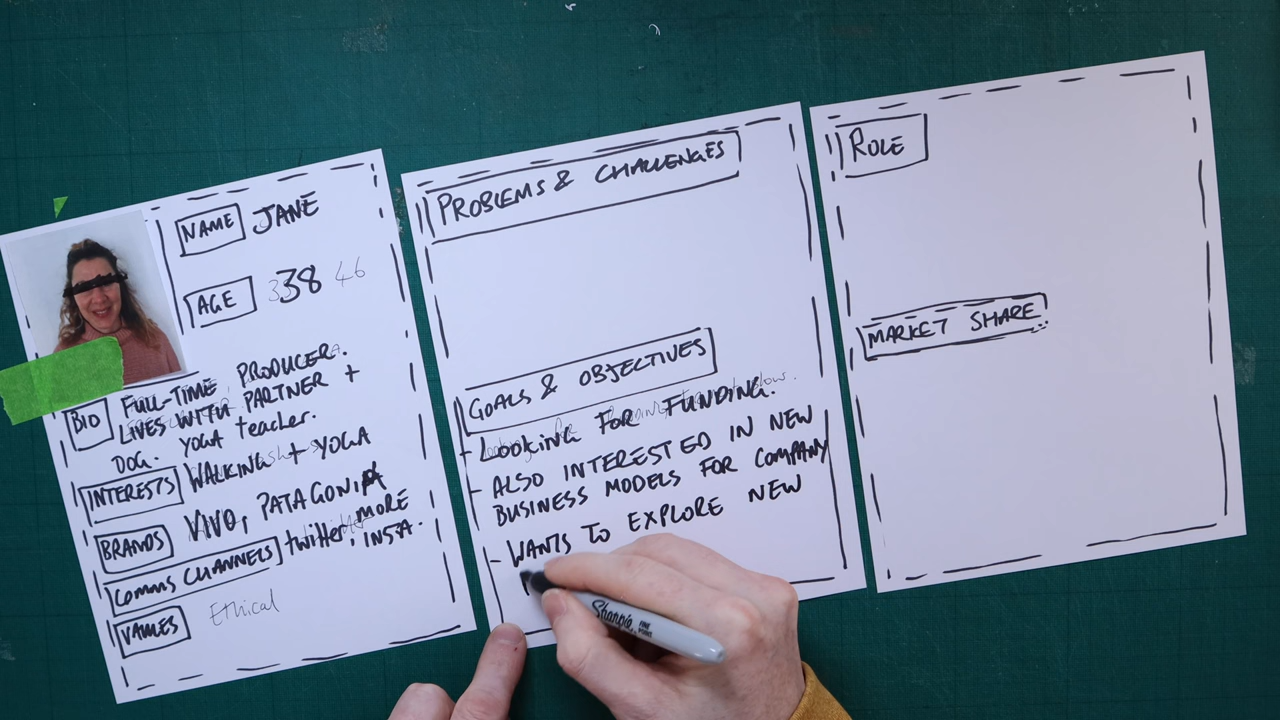 NAME JANE
AGE 38 46
BIO FULL-TIME PRODUCER.
LIVES WITH PARTNER +
DOG. YOGA teacher.
INTERESTS WALKING + YOGA
BRANDS VIVO, PATAGONIA
COMMS CHANNELS twitter, MORE
INSTA.
VALUES Ethical
PROBLEMS & CHALLENGES
GOALS & OBJECTIVES
- LOOKING FOR FUNDING.
- ALSO INTERESTED IN NEW
BUSINESS MODELS FOR COMPANY
- WANTS TO EXPLORE NEW
ROLE
MARKET SHARE
Sharpie
FINE POINT